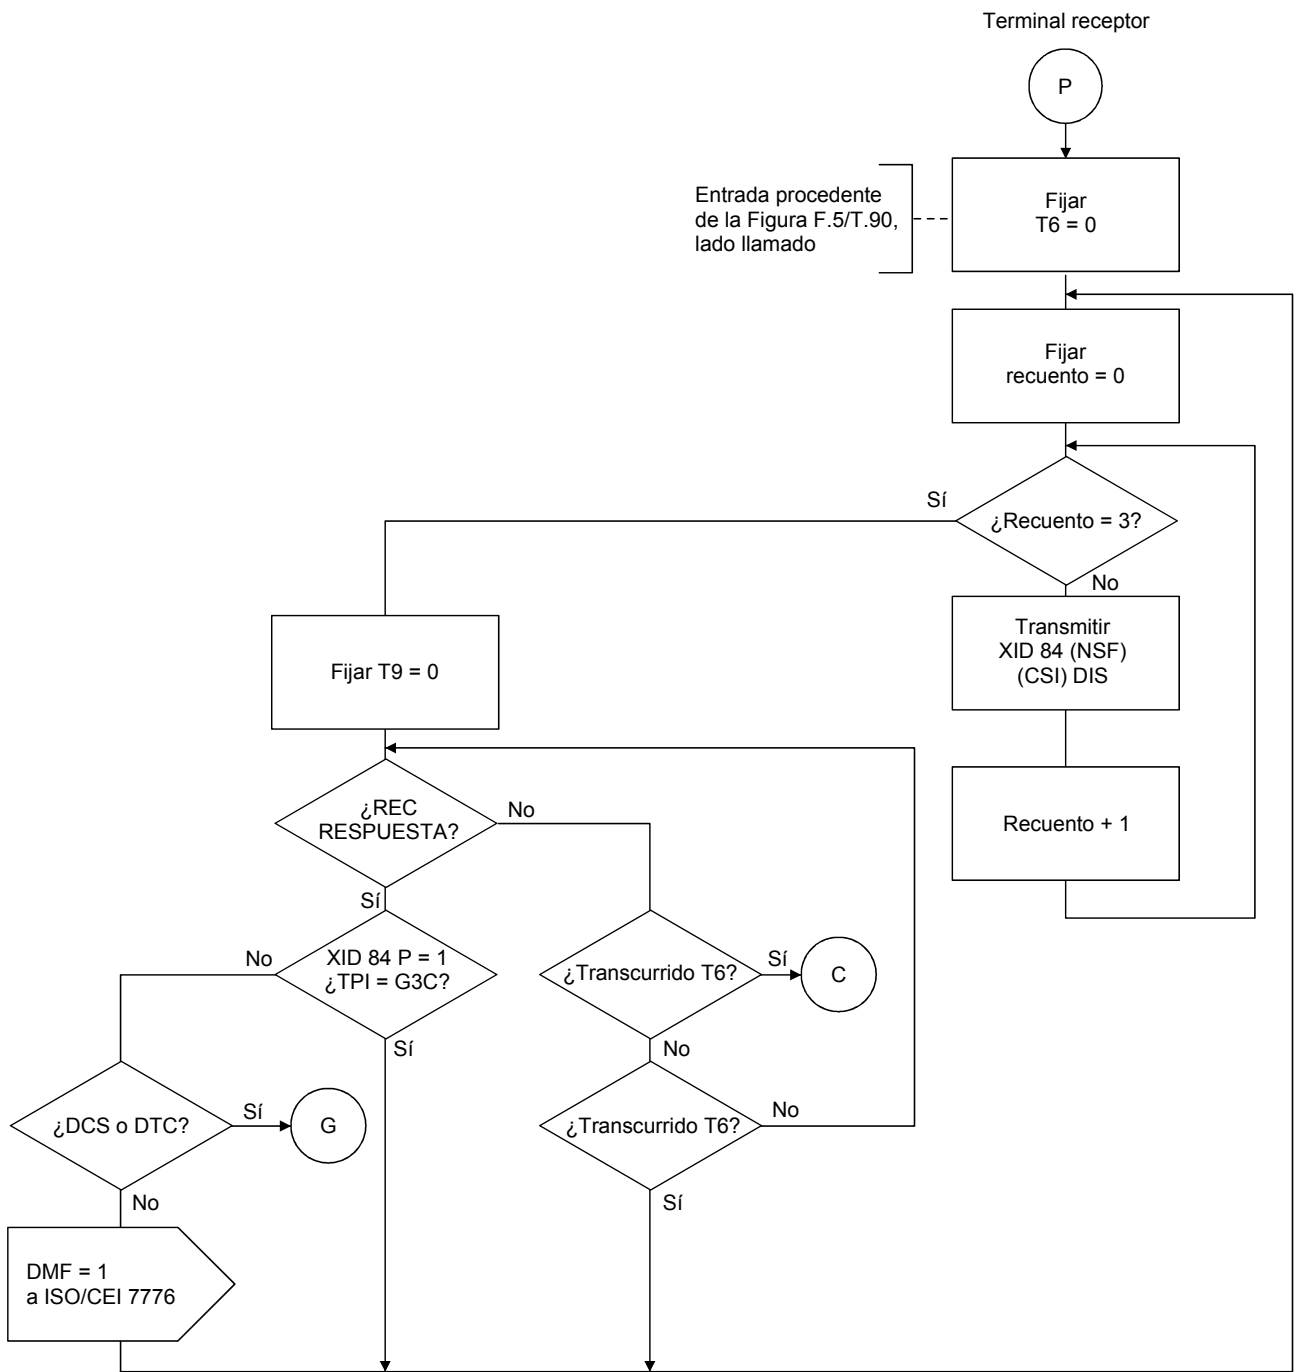 Terminal receptor
P
Entrada procedente
de la Figura F.5/T.90,
lado llamado
Fijar
T6 = 0
Fijar
recuento = 0
Sí
¿Recuento = 3?
No
Transmitir
XID 84 (NSF)
(CSI) DIS
Fijar T9 = 0
Recuento + 1
¿REC
RESPUESTA?
No
Sí
No
XID 84 P = 1
¿TPI = G3C?
Sí
¿Transcurrido T6?
Sí
C
No
¿DCS o DTC?
Sí
G
No
¿Transcurrido T6?
No
Sí
DMF = 1
a ISO/CEI 7776